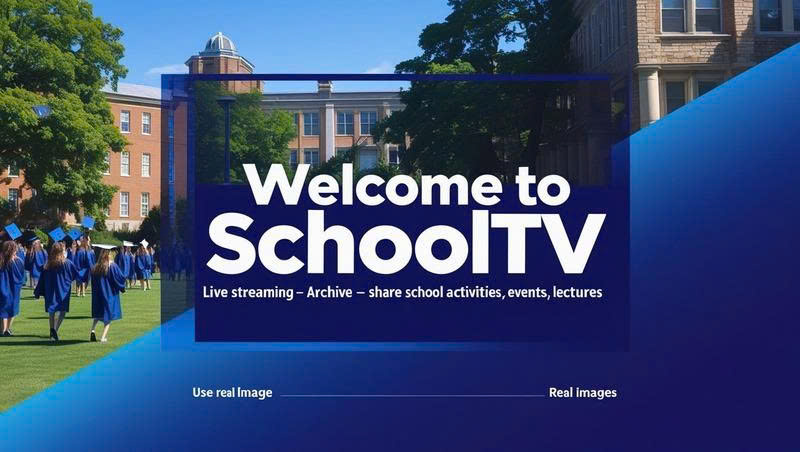 Welcome to
SchoolTV
Live streaming – Archive – share school activities, events, lectures
Use real Image
Real images